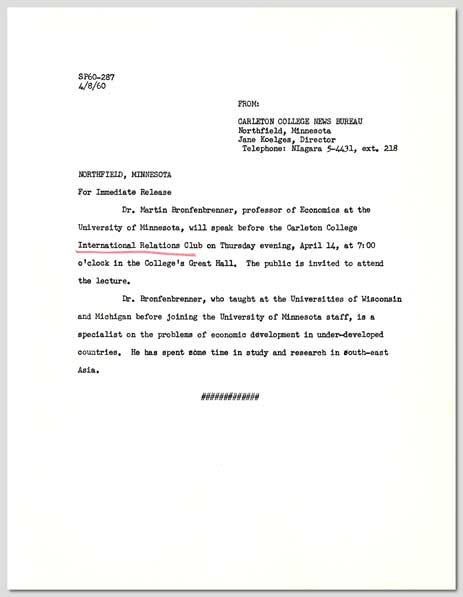 SP60-287
4/8/60
FROM:
CARLETON COLLEGE NEWS BUREAU
Northfield, Minnesota
Jane Koelges, Director
Telephone: NIagara 5-4431, ext. 218
NORTHFIELD, MINNESOTA
For Immediate Release
Dr. Martin Bronfenbrenner, professor of Economics at the
University of Minnesota, will speak before the Carleton College
International Relations Club on Thursday evening, April 14, at 7:00
o'clock in the College's Great Hall. The public is invited to attend
the lecture.
Dr. Bronfenbrenner, who taught at the Universities of Wisconsin
and Michigan before joining the University of Minnesota staff, is a
specialist on the problems of economic development in under-developed
countries. He has spent some time in study and research in south-east
Asia.
#############